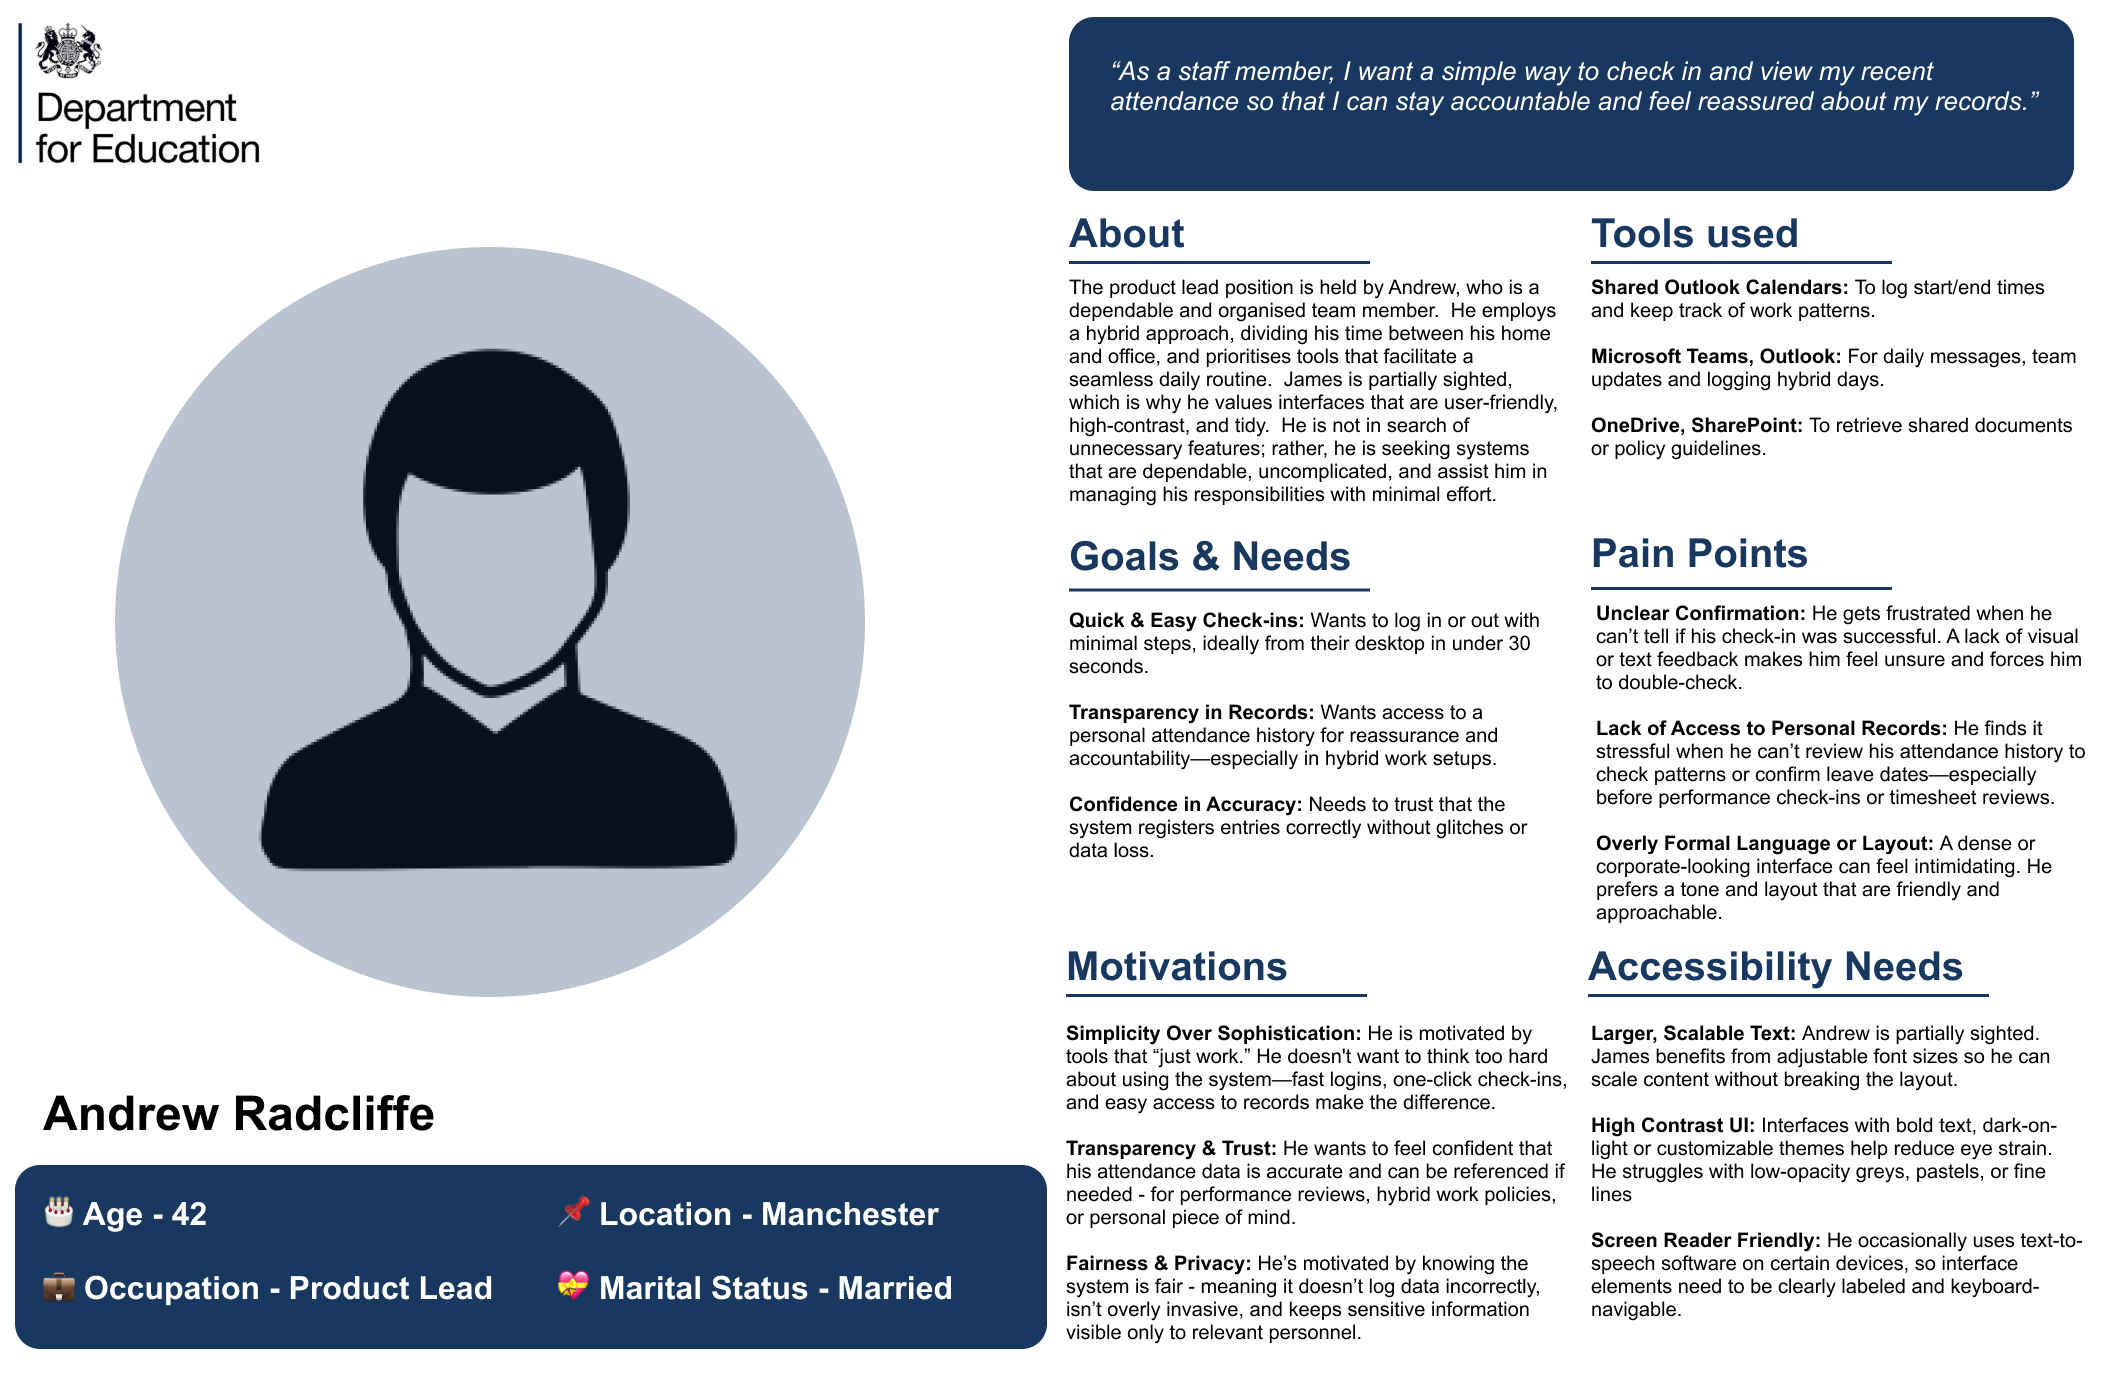 Department
for Education
“As a staff member, I want a simple way to check in and view my recent
attendance so that I can stay accountable and feel reassured about my records.”
About
The product lead position is held by Andrew, who is a
dependable and organised team member.  He employs
a hybrid approach, dividing his time between his home
and office, and prioritises tools that facilitate a
seamless daily routine.  James is partially sighted,
which is why he values interfaces that are user-friendly,
high-contrast, and tidy.  He is not in search of
unnecessary features; rather, he is seeking systems
that are dependable, uncomplicated, and assist him in
managing his responsibilities with minimal effort.
Tools used
Shared Outlook Calendars: To log start/end times
and keep track of work patterns.
Microsoft Teams, Outlook: For daily messages, team
updates and logging hybrid days.
OneDrive, SharePoint: To retrieve shared documents
or policy guidelines.
Goals & Needs
Quick & Easy Check-ins: Wants to log in or out with
minimal steps, ideally from their desktop in under 30
seconds.
Transparency in Records: Wants access to a
personal attendance history for reassurance and
accountability—especially in hybrid work setups.
Confidence in Accuracy: Needs to trust that the
system registers entries correctly without glitches or
data loss.
Pain Points
Unclear Confirmation: He gets frustrated when he
can’t tell if his check-in was successful. A lack of visual
or text feedback makes him feel unsure and forces him
to double-check.
Lack of Access to Personal Records: He finds it
stressful when he can’t review his attendance history to
check patterns or confirm leave dates—especially
before performance check-ins or timesheet reviews.
Overly Formal Language or Layout: A dense or
corporate-looking interface can feel intimidating. He
prefers a tone and layout that are friendly and
approachable.
Motivations
Simplicity Over Sophistication: He is motivated by
tools that “just work.” He doesn't want to think too hard
about using the system—fast logins, one-click check-ins,
and easy access to records make the difference.
Transparency & Trust: He wants to feel confident that
his attendance data is accurate and can be referenced if
needed - for performance reviews, hybrid work policies,
or personal piece of mind.
Fairness & Privacy: He’s motivated by knowing the
system is fair - meaning it doesn’t log data incorrectly,
isn’t overly invasive, and keeps sensitive information
visible only to relevant personnel.
Accessibility Needs
Larger, Scalable Text: Andrew is partially sighted.
James benefits from adjustable font sizes so he can
scale content without breaking the layout.
High Contrast UI: Interfaces with bold text, dark-on-
light or customizable themes help reduce eye strain.
He struggles with low-opacity greys, pastels, or fine
lines
Screen Reader Friendly: He occasionally uses text-to-
speech software on certain devices, so interface
elements need to be clearly labeled and keyboard-
navigable.
Andrew Radcliffe
Age - 42
Location - Manchester
Occupation - Product Lead
Marital Status - Married